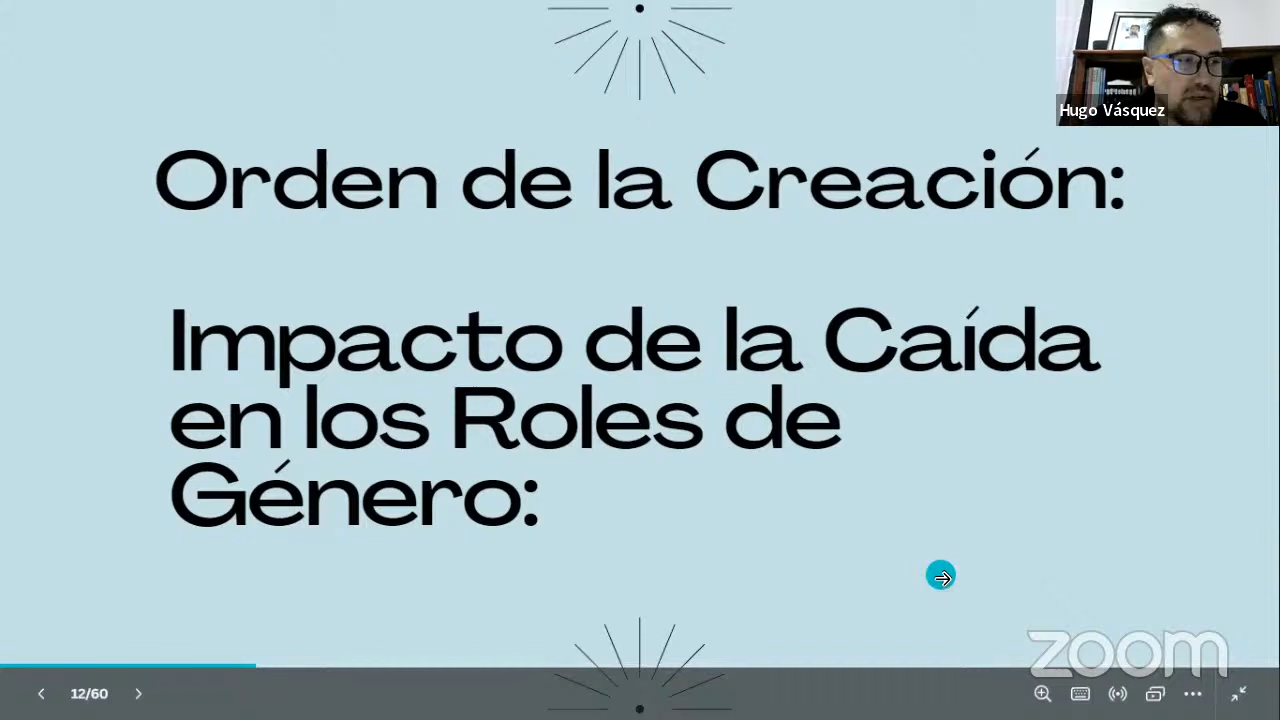 Hugo Vásquez
Orden de la Creación:
Impacto de la Caída
en los Roles de
Género:
zoom
12/60